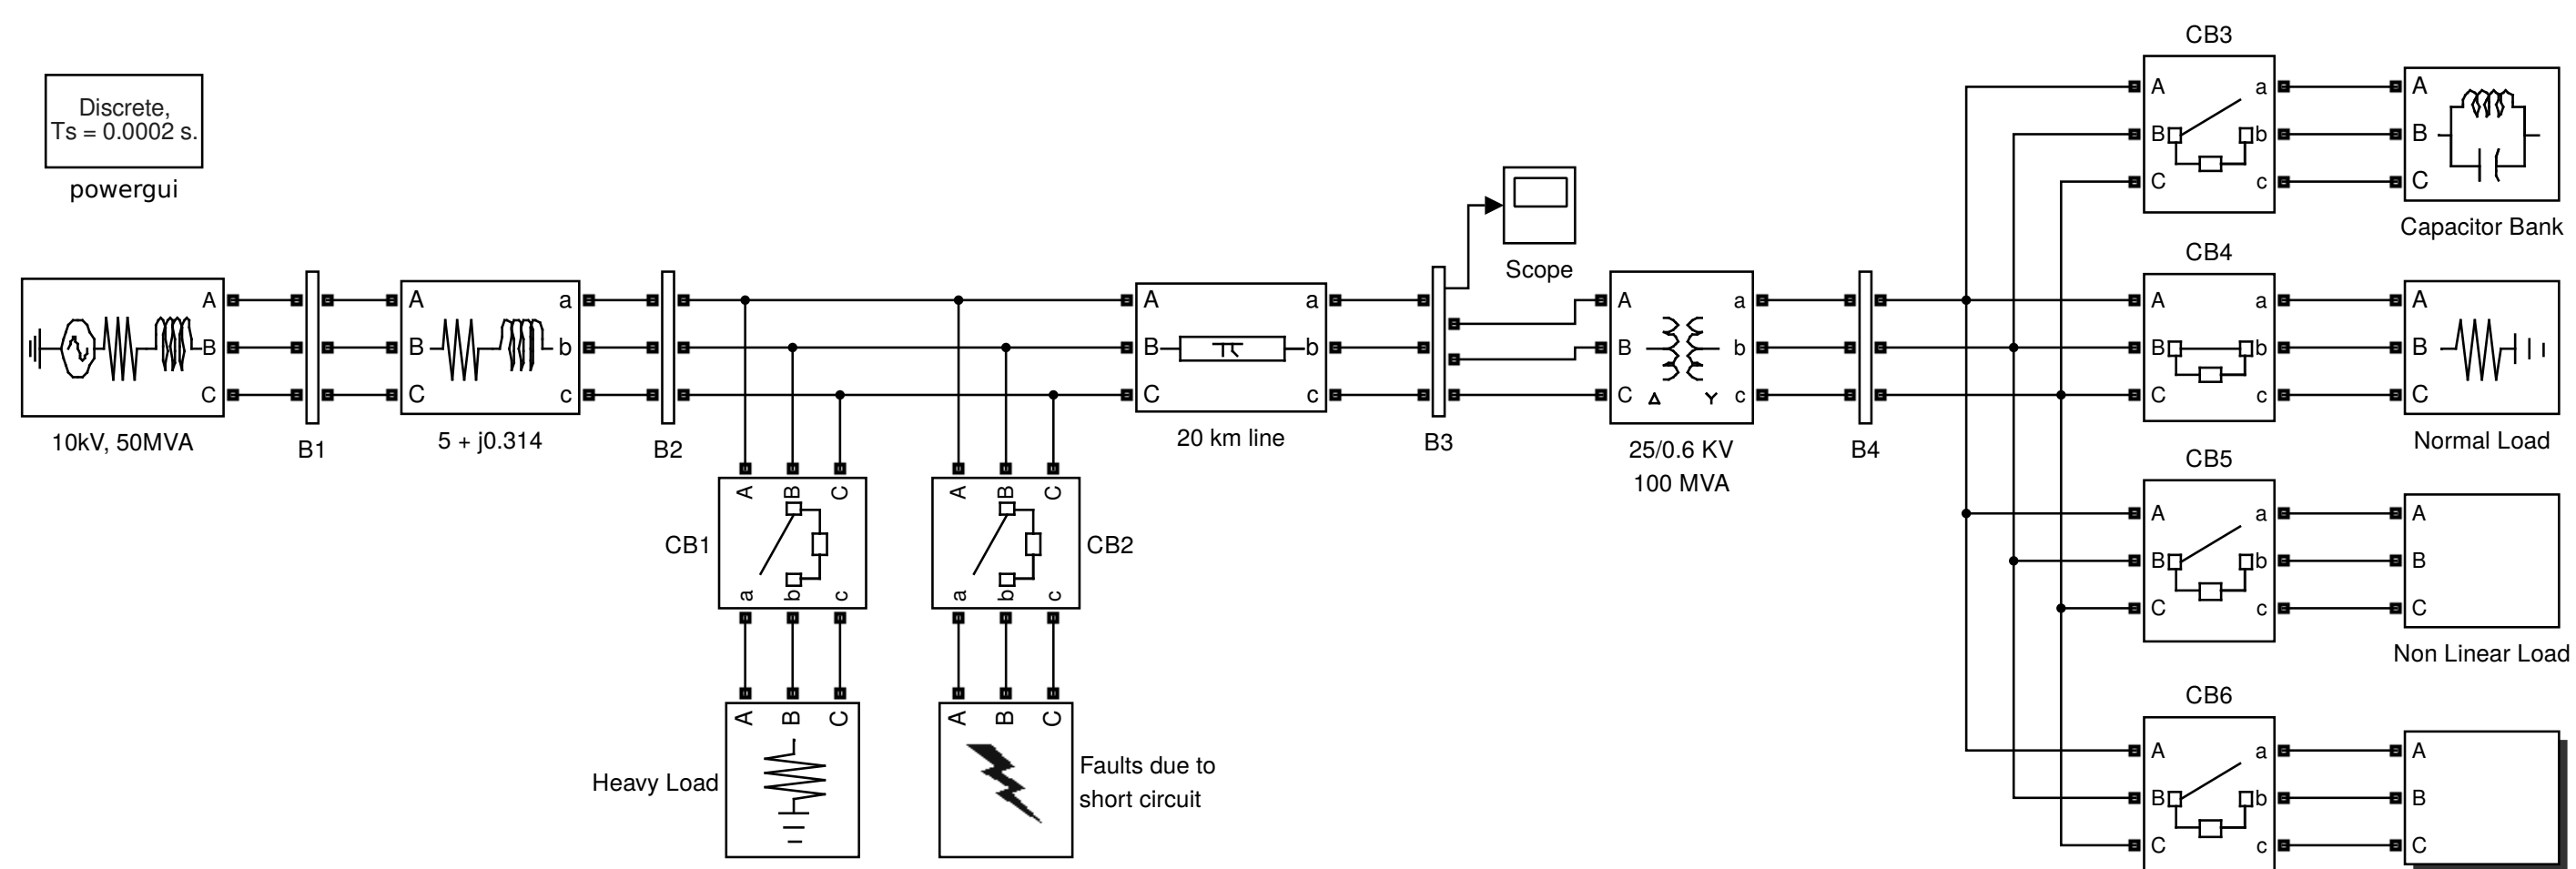 Discrete,
Ts = 0.0002 s.
powergui
A
B
C
10kV, 50MVA
B1
A a
B b
C c
5 + j0.314
B2
A B C
CB1
a b c
A B C
Heavy Load
A B C
CB2
a b c
A B C
Faults due to
short circuit
A a
B b
C c
20 km line
B3
Scope
A a
B b
C Δ Y c
25/0.6 KV
100 MVA
B4
CB3
A a
B b
C c
A
B
C
Capacitor Bank
CB4
A a
B b
C c
A
B
C
Normal Load
CB5
A a
B b
C c
A
B
C
Non Linear Load
CB6
A a
B b
C c
A
B
C